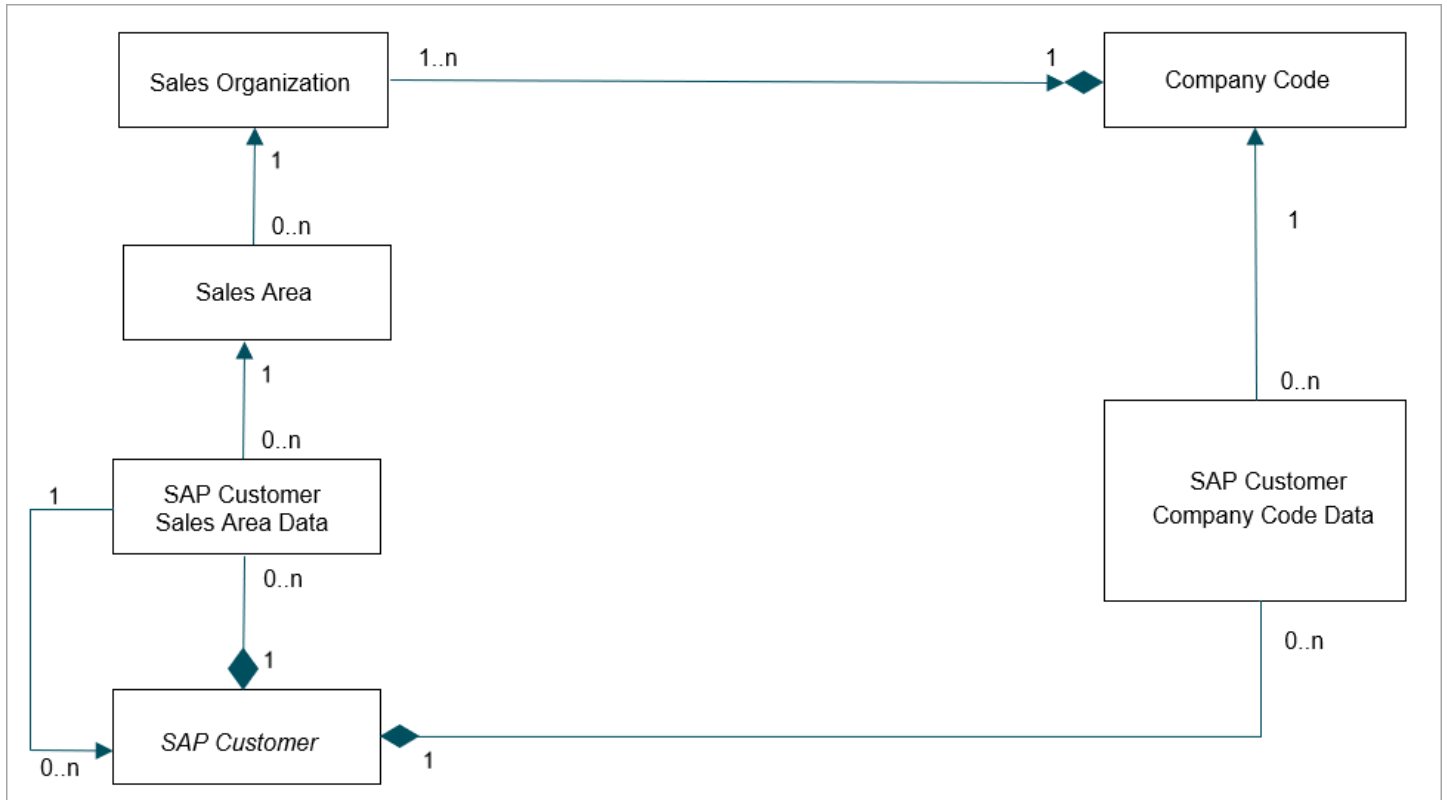 1..n
1
Sales Organization
Company Code
1
1
0..n
Sales Area
1
0..n
0..n
SAP Customer
Sales Area Data
1
SAP Customer
Company Code Data
0..n
0..n
1
SAP Customer
1
0..n